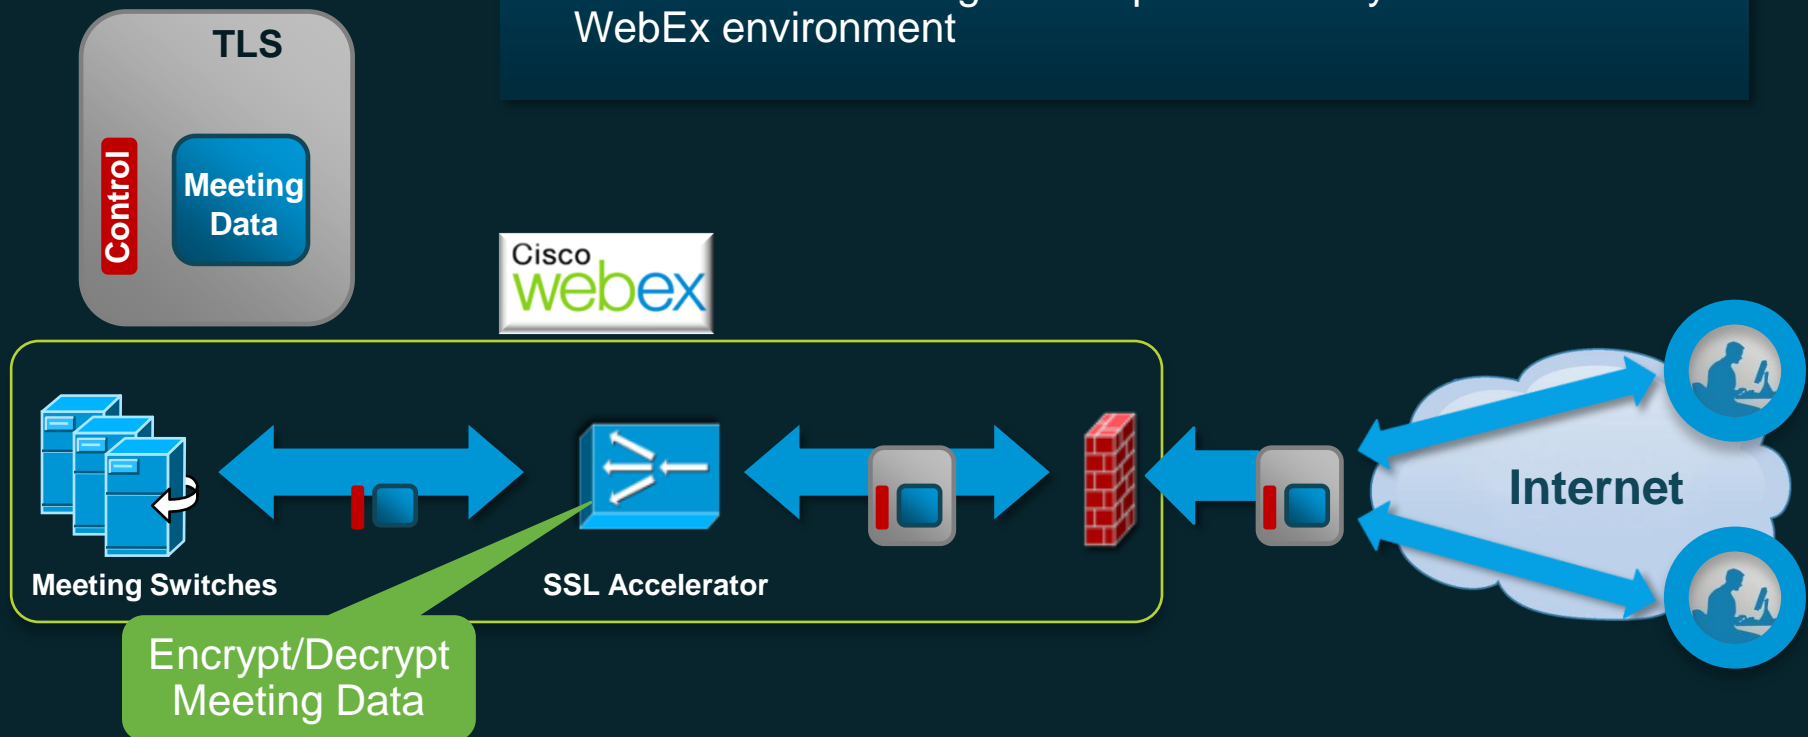 WebEx environment
TLS
Control
Meeting
Data
Cisco
webex
Internet
Meeting Switches
SSL Accelerator
Encrypt/Decrypt
Meeting Data